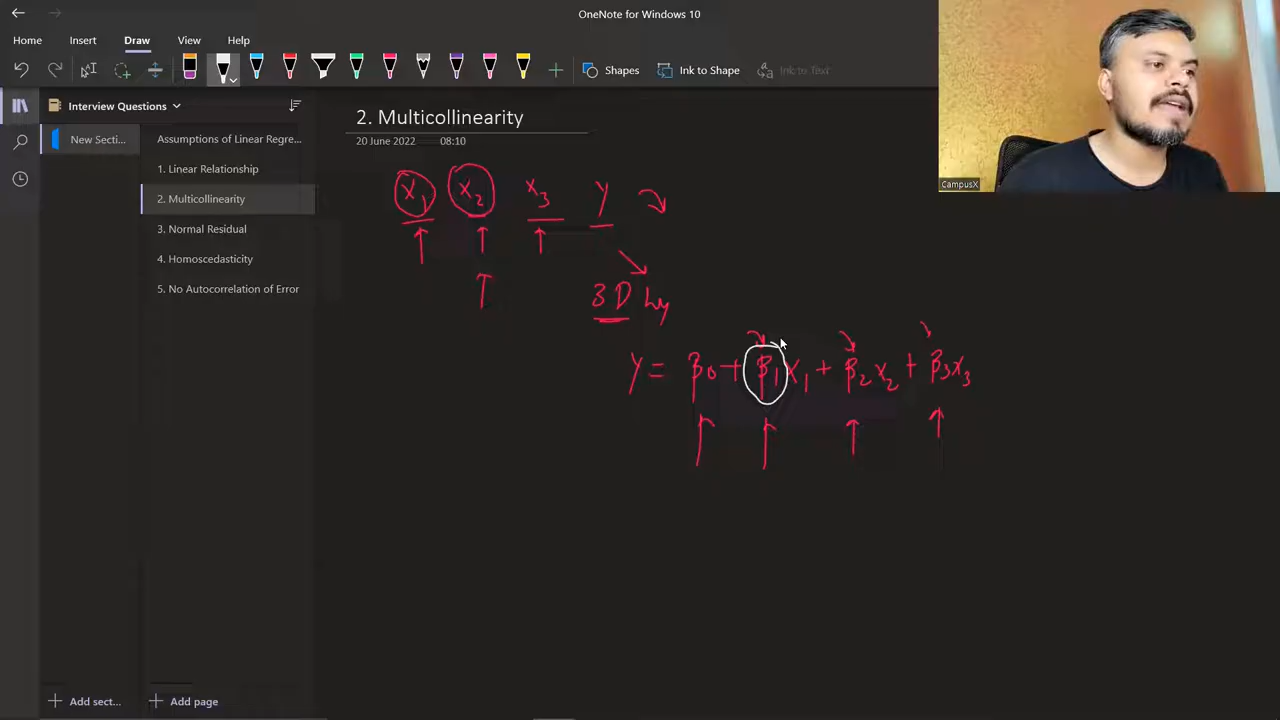 OneNote for Windows 10
Home Insert Draw View Help
Shapes Ink to Shape Ink to Text
Interview Questions
New Secti...
Assumptions of Linear Regre...
1. Linear Relationship
2. Multicollinearity
3. Normal Residual
4. Homoscedasticity
5. No Autocorrelation of Error
Add sect...
Add page
2. Multicollinearity
20 June 2022 08:10
x₁ x₂ x₃ y
3D hy
y = β₀ + β₁x₁ + β₂x₂ + β₃x₃
CampusX